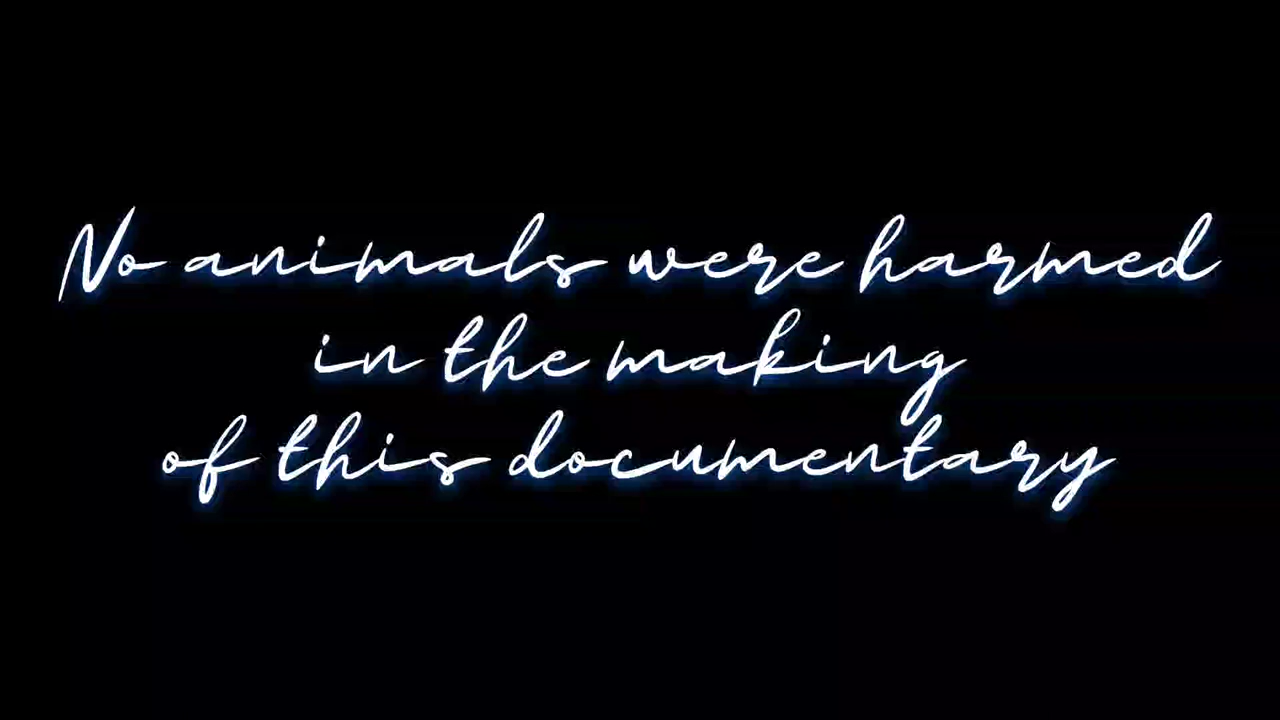 No animals were harmed
in the making
of this documentary